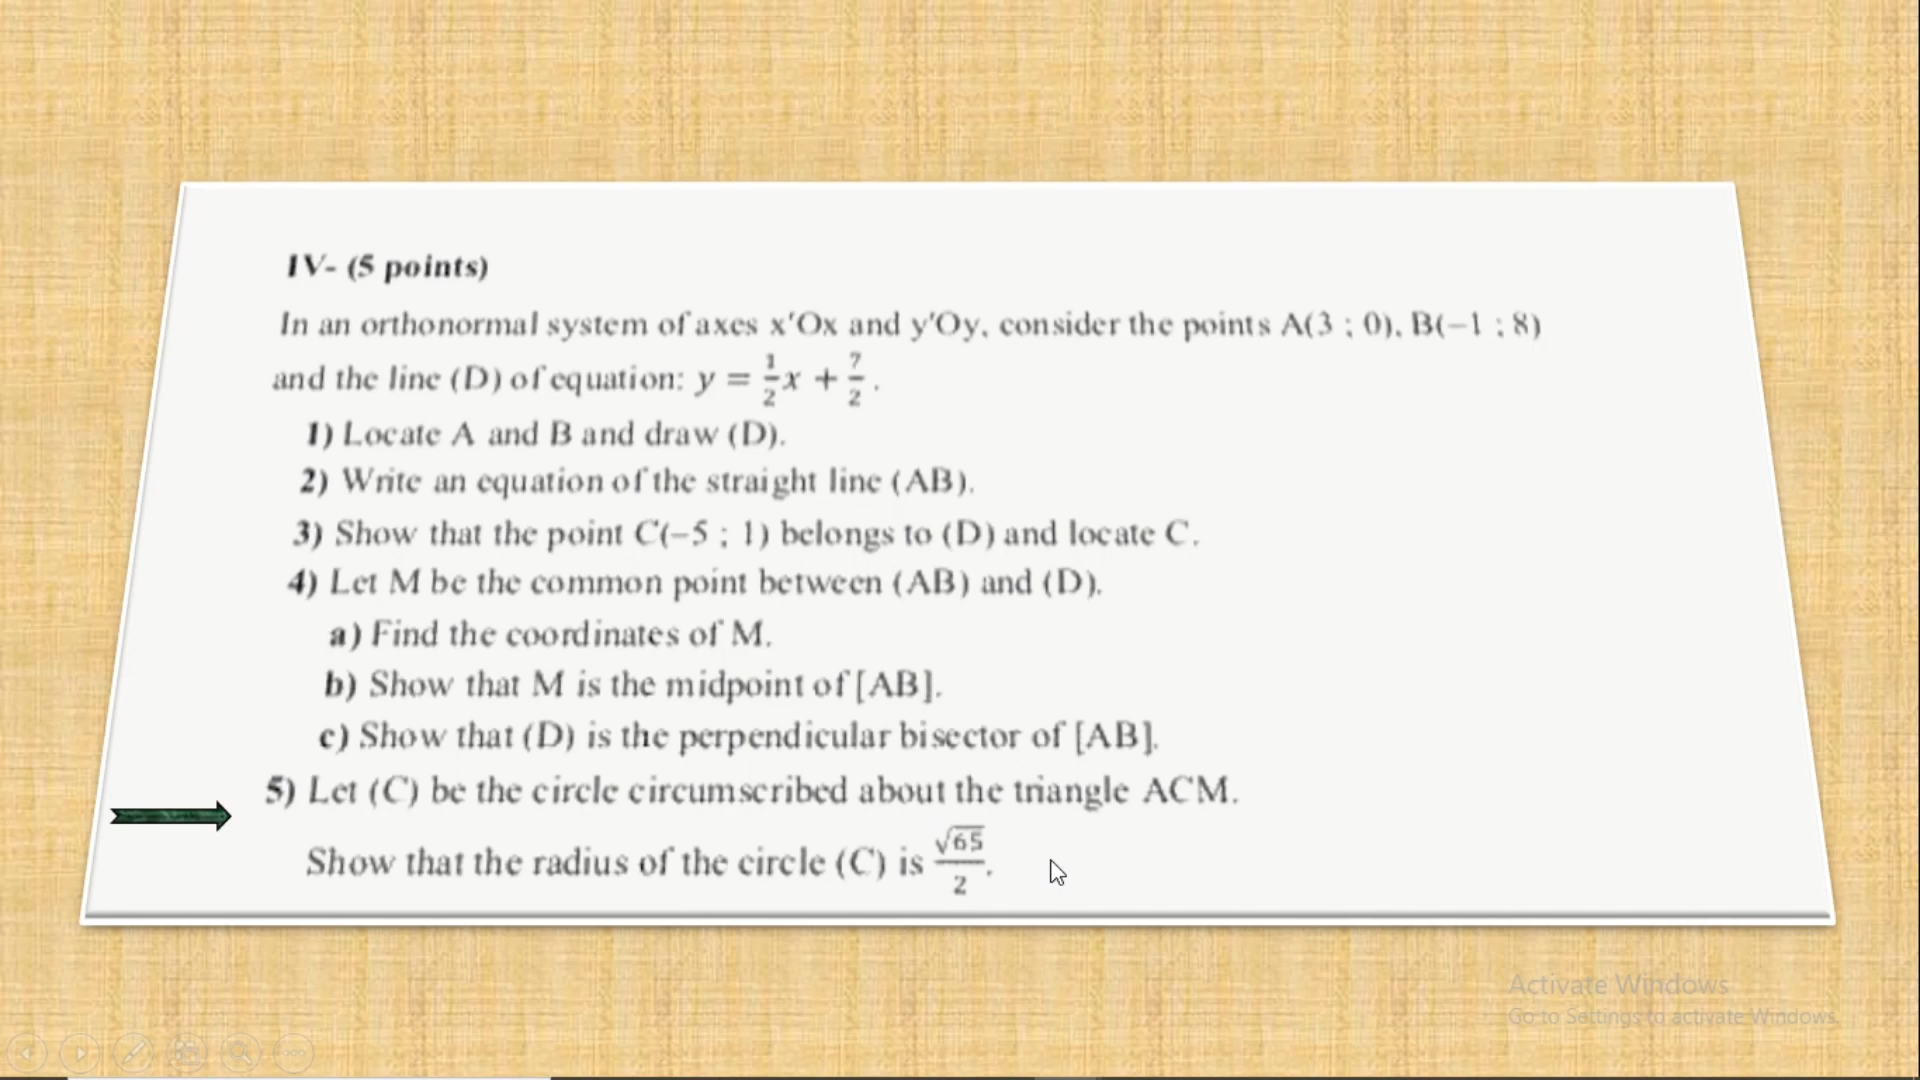 IV- (5 points)
In an orthonormal system of axes x'Ox and y'Oy, consider the points A(3 ; 0), B(−1 ; 8)
and the line (D) of equation: y = 1/2 x + 7/2 .
1) Locate A and B and draw (D).
2) Write an equation of the straight line (AB).
3) Show that the point C(−5 ; 1) belongs to (D) and locate C.
4) Let M be the common point between (AB) and (D).
a) Find the coordinates of M.
b) Show that M is the midpoint of [AB].
c) Show that (D) is the perpendicular bisector of [AB].
5) Let (C) be the circle circumscribed about the triangle ACM.
Show that the radius of the circle (C) is √65/2.
Activate Windows
Go to Settings to activate Windows.